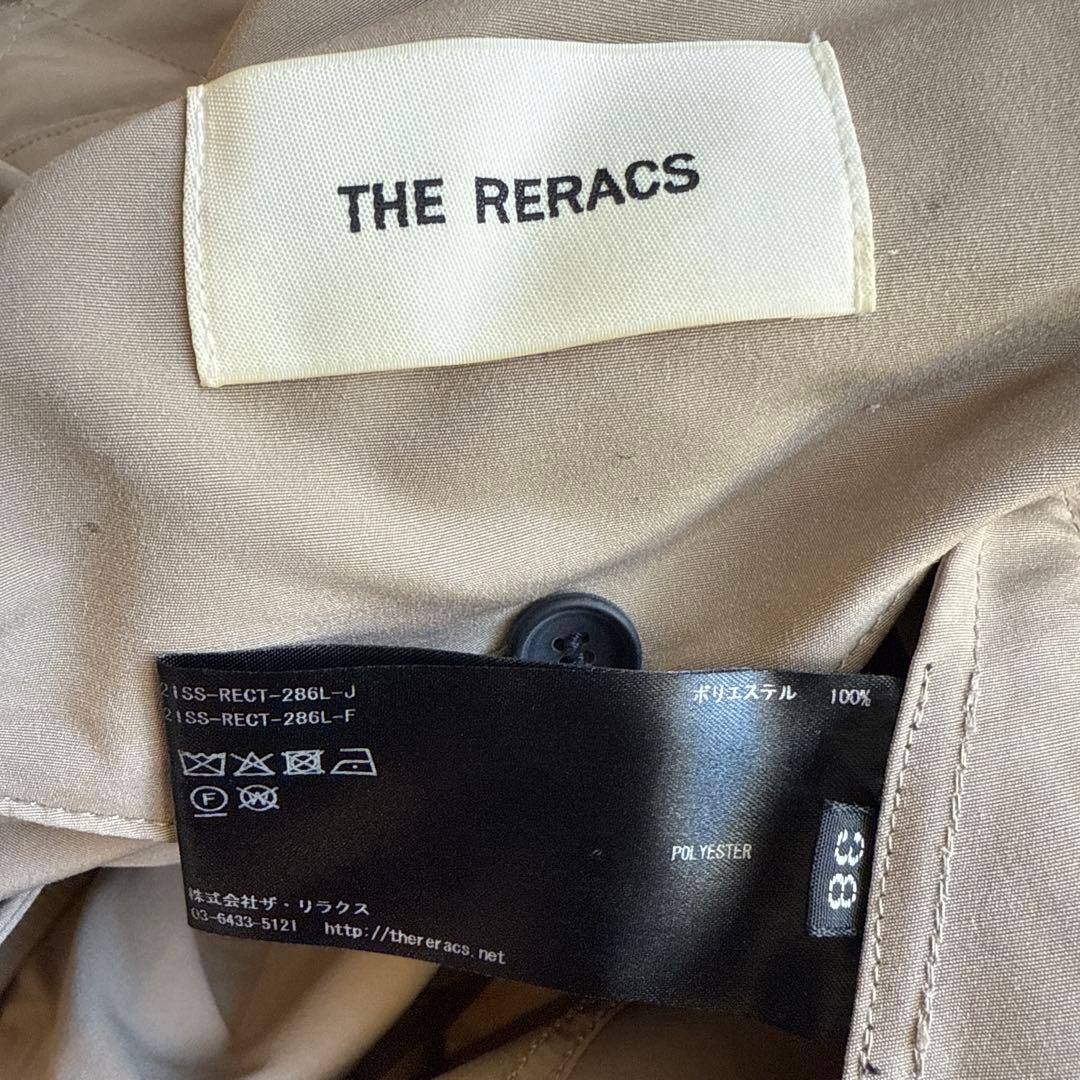 THE RERACS
21SS-RECT-286L-J
21SS-RECT-286L-F
ポリエステル 100%
F
W
POLYESTER
38
株式会社ザ・リラクス
03-6433-5121 http://thereracs.net